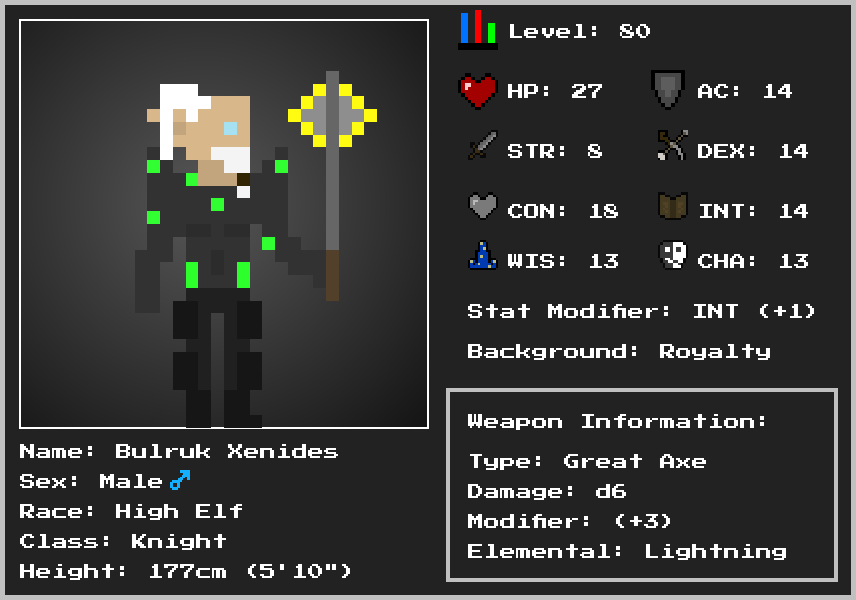 Level: 80
HP: 27
AC: 14
STR: 8
DEX: 14
CON: 18
INT: 14
WIS: 13
CHA: 13
Stat Modifier: INT (+1)
Background: Royalty
Weapon Information:
Type: Great Axe
Damage: d6
Modifier: (+3)
Elemental: Lightning
Name: Bulruk Xenides
Sex: Male♂
Race: High Elf
Class: Knight
Height: 177cm (5'10")